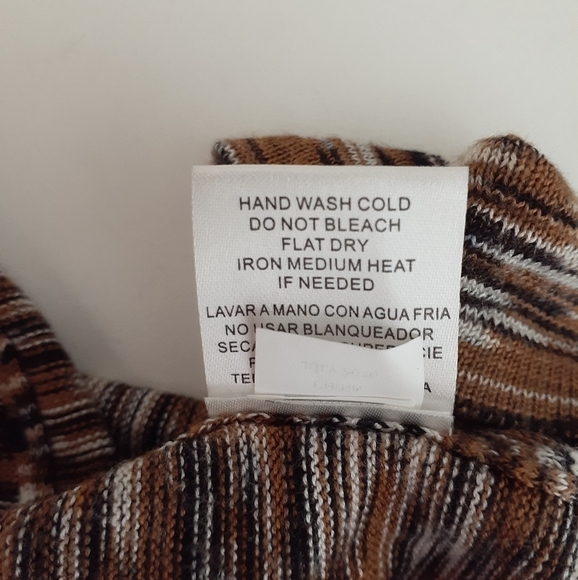 HAND WASH COLD
DO NOT BLEACH
FLAT DRY
IRON MEDIUM HEAT
IF NEEDED
LAVAR A MANO CON AGUA FRIA
NO USAR BLANQUEADOR